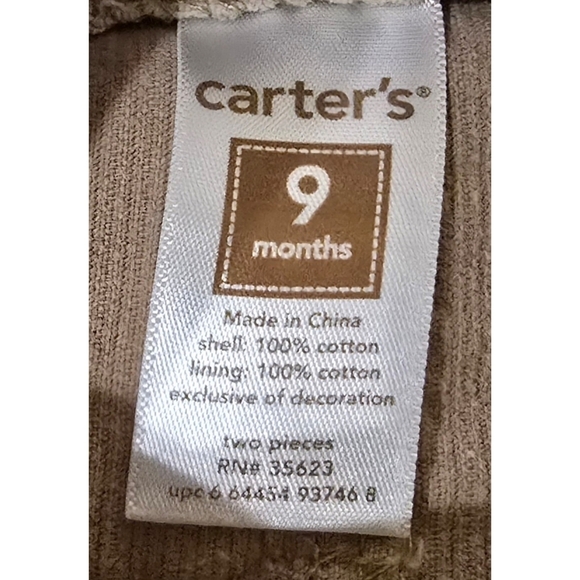 carter's®
9
months
Made in China
shell: 100% cotton
lining: 100% cotton
exclusive of decoration
two pieces
RN# 35623
upc 6 64454 93746 8